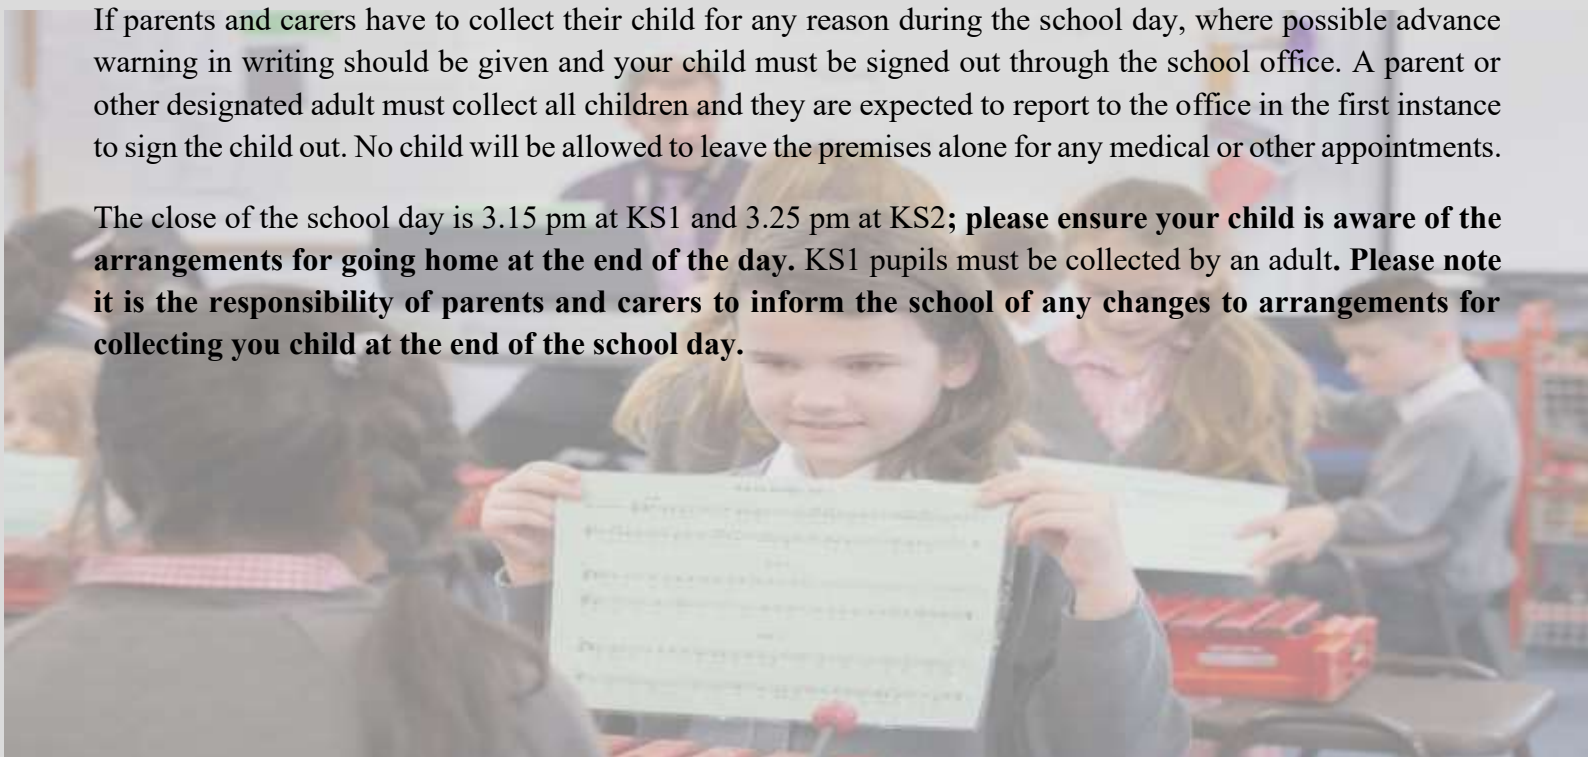 If parents and carers have to collect their child for any reason during the school day, where possible advance
warning in writing should be given and your child must be signed out through the school office. A parent or
other designated adult must collect all children and they are expected to report to the office in the first instance
to sign the child out. No child will be allowed to leave the premises alone for any medical or other appointments.
The close of the school day is 3.15 pm at KS1 and 3.25 pm at KS2; please ensure your child is aware of the
arrangements for going home at the end of the day. KS1 pupils must be collected by an adult. Please note
it is the responsibility of parents and carers to inform the school of any changes to arrangements for
collecting you child at the end of the school day.